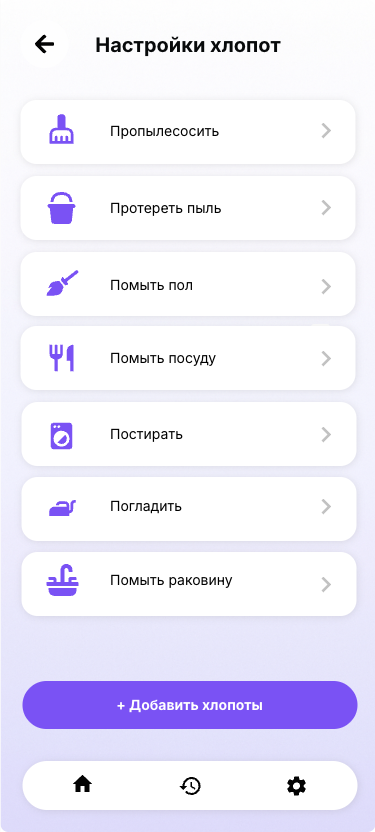 Настройки хлопот
Пропылесосить
Протереть пыль
Помыть пол
Помыть посуду
Постирать
Погладить
Помыть раковину
+ Добавить хлопоты